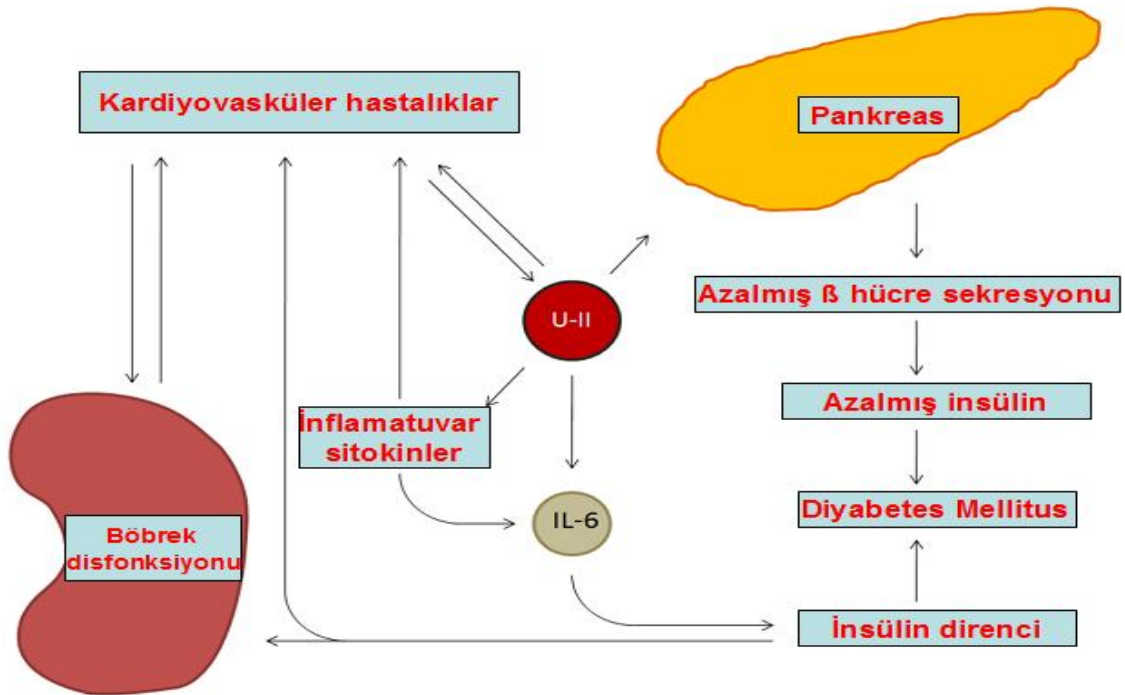 Kardiyovasküler hastalıklar
Pankreas
U-II
Azalmış ß hücre sekresyonu
Azalmış insülin
İnflamatuvar
sitokinler
Diyabetes Mellitus
IL-6
Böbrek
disfonksiyonu
İnsülin direnci